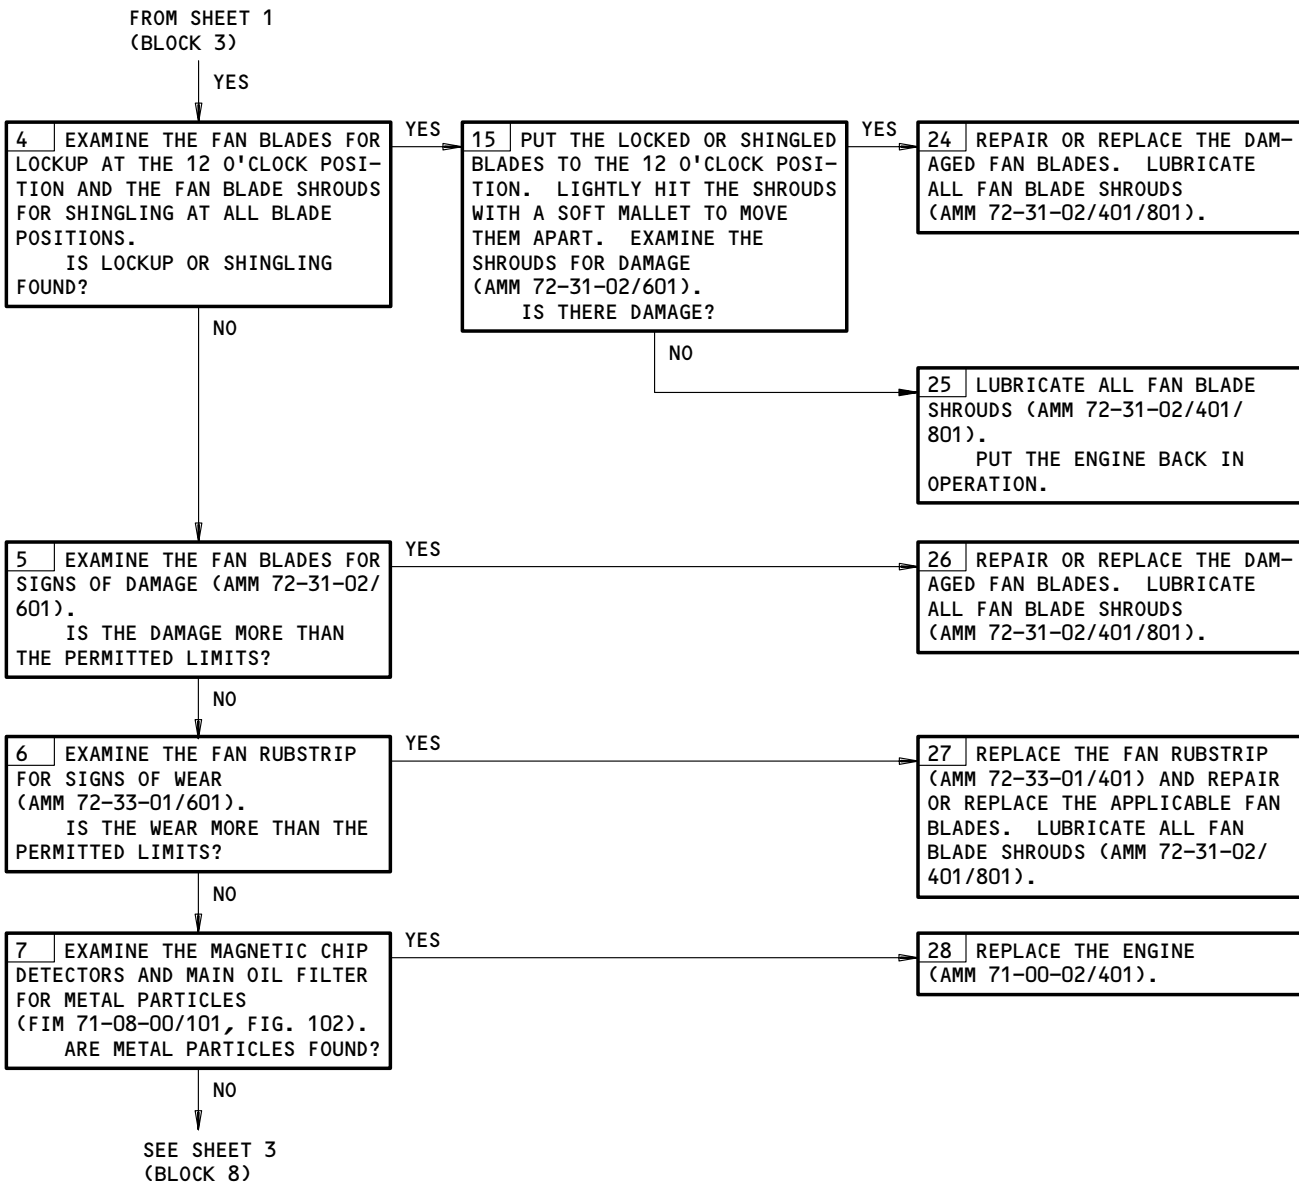 FROM SHEET 1
(BLOCK 3)
YES
4 EXAMINE THE FAN BLADES FOR
LOCKUP AT THE 12 O'CLOCK POSI-
TION AND THE FAN BLADE SHROUDS
FOR SHINGLING AT ALL BLADE
POSITIONS.
IS LOCKUP OR SHINGLING
FOUND?
YES
15 PUT THE LOCKED OR SHINGLED
BLADES TO THE 12 O'CLOCK POSI-
TION. LIGHTLY HIT THE SHROUDS
WITH A SOFT MALLET TO MOVE
THEM APART. EXAMINE THE
SHROUDS FOR DAMAGE
(AMM 72-31-02/601).
IS THERE DAMAGE?
YES
24 REPAIR OR REPLACE THE DAM-
AGED FAN BLADES. LUBRICATE
ALL FAN BLADE SHROUDS
(AMM 72-31-02/401/801).
NO
NO
25 LUBRICATE ALL FAN BLADE
SHROUDS (AMM 72-31-02/401/
801).
PUT THE ENGINE BACK IN
OPERATION.
5 EXAMINE THE FAN BLADES FOR
SIGNS OF DAMAGE (AMM 72-31-02/
601).
IS THE DAMAGE MORE THAN
THE PERMITTED LIMITS?
YES
26 REPAIR OR REPLACE THE DAM-
AGED FAN BLADES. LUBRICATE
ALL FAN BLADE SHROUDS
(AMM 72-31-02/401/801).
NO
6 EXAMINE THE FAN RUBSTRIP
FOR SIGNS OF WEAR
(AMM 72-33-01/601).
IS THE WEAR MORE THAN THE
PERMITTED LIMITS?
YES
27 REPLACE THE FAN RUBSTRIP
(AMM 72-33-01/401) AND REPAIR
OR REPLACE THE APPLICABLE FAN
BLADES. LUBRICATE ALL FAN
BLADE SHROUDS (AMM 72-31-02/
401/801).
NO
7 EXAMINE THE MAGNETIC CHIP
DETECTORS AND MAIN OIL FILTER
FOR METAL PARTICLES
(FIM 71-08-00/101, FIG. 102).
ARE METAL PARTICLES FOUND?
YES
28 REPLACE THE ENGINE
(AMM 71-00-02/401).
NO
SEE SHEET 3
(BLOCK 8)